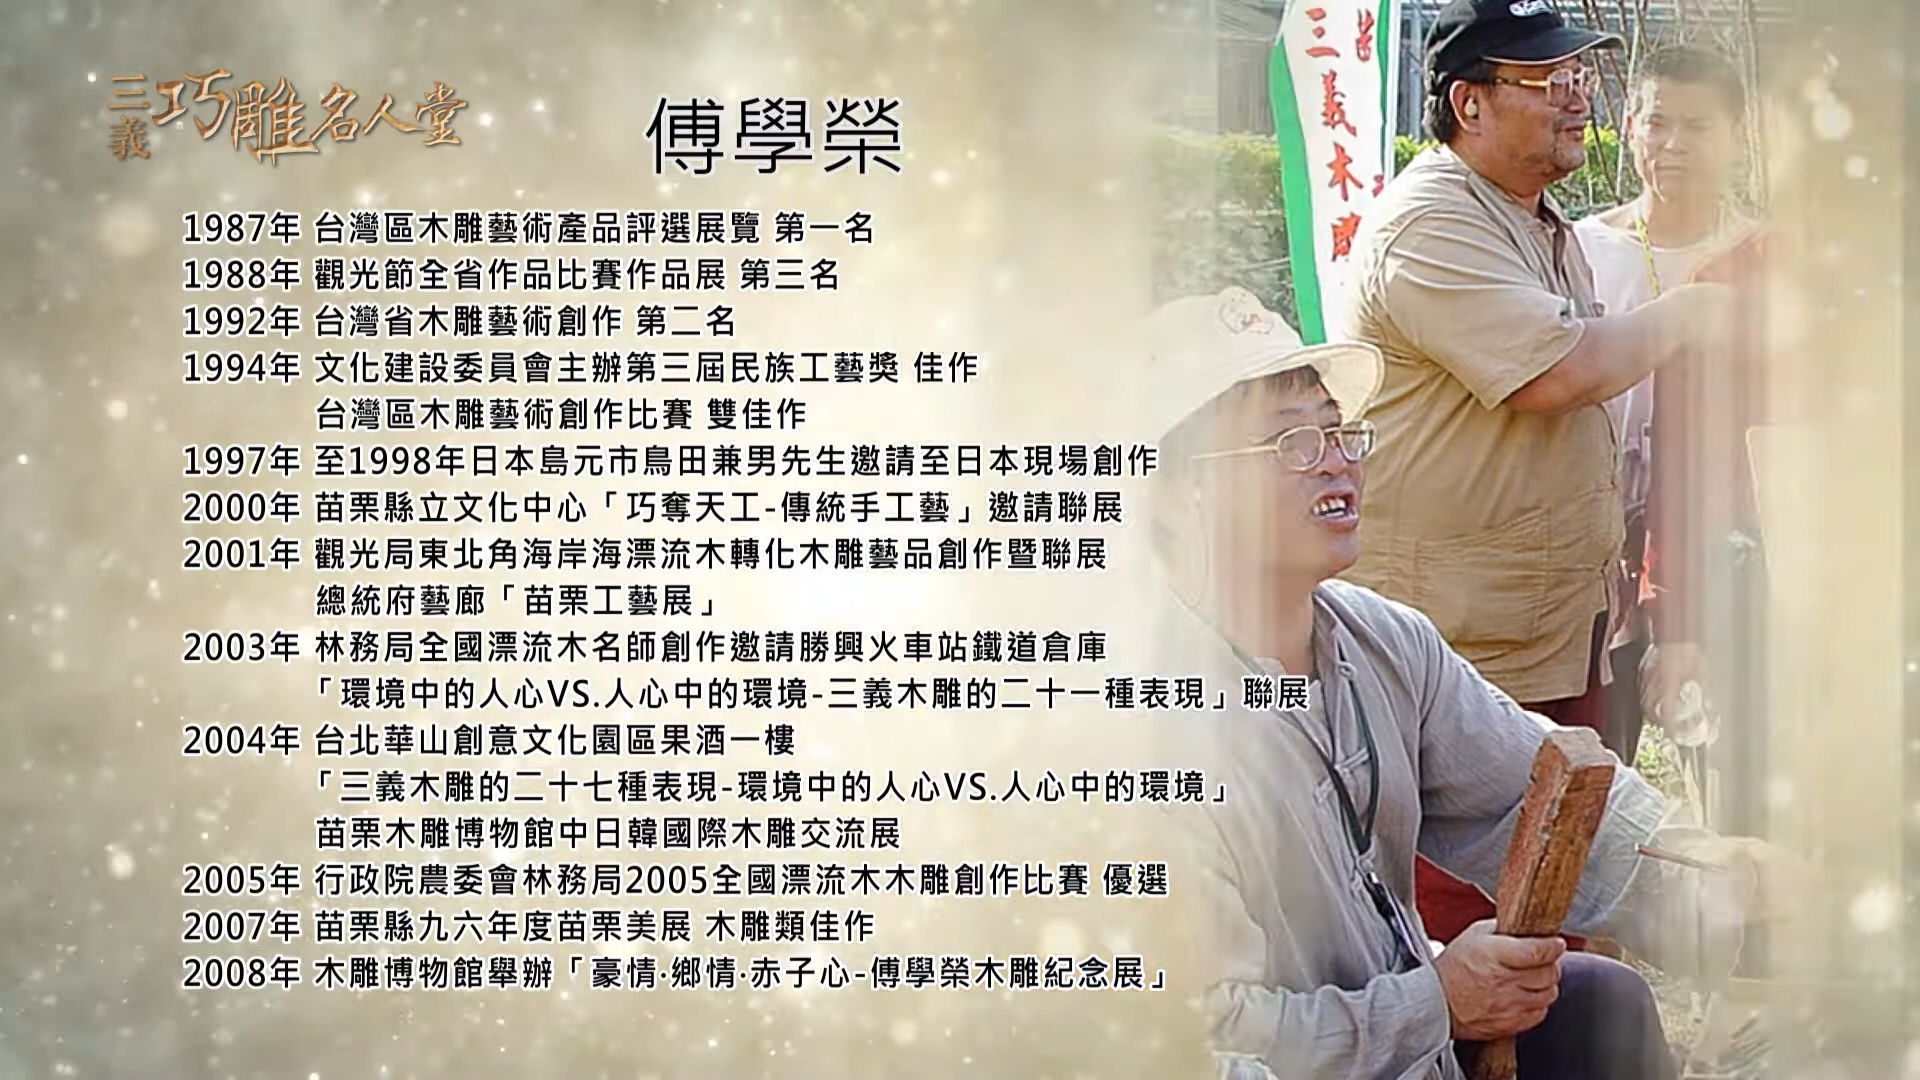 三義巧雕名人堂
傅學榮
1987年 台灣區木雕藝術產品評選展覽 第一名
1988年 觀光節全省作品比賽作品展 第三名
1992年 台灣省木雕藝術創作 第二名
1994年 文化建設委員會主辦第三屆民族工藝獎 佳作
台灣區木雕藝術創作比賽 雙佳作
1997年 至1998年日本島元市鳥田兼男先生邀請至日本現場創作
2000年 苗栗縣立文化中心「巧奪天工-傳統手工藝」邀請聯展
2001年 觀光局東北角海岸海漂流木轉化木雕藝品創作暨聯展
總統府藝廊「苗栗工藝展」
2003年 林務局全國漂流木名師創作邀請勝興火車站鐵道倉庫
「環境中的人心VS.人心中的環境-三義木雕的二十一種表現」聯展
2004年 台北華山創意文化園區果酒一樓
「三義木雕的二十七種表現-環境中的人心VS.人心中的環境」
苗栗木雕博物館中日韓國際木雕交流展
2005年 行政院農委會林務局2005全國漂流木木雕創作比賽 優選
2007年 苗栗縣九六年度苗栗美展 木雕類佳作
2008年 木雕博物館舉辦「豪情·鄉情·赤子心-傅學榮木雕紀念展」
三義木雕